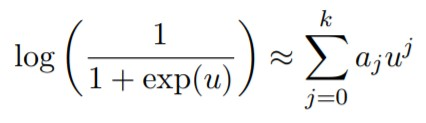 log ( 1 / (1 + exp(u)) ) ≈ ∑_{j=0}^{k} a_j u^j